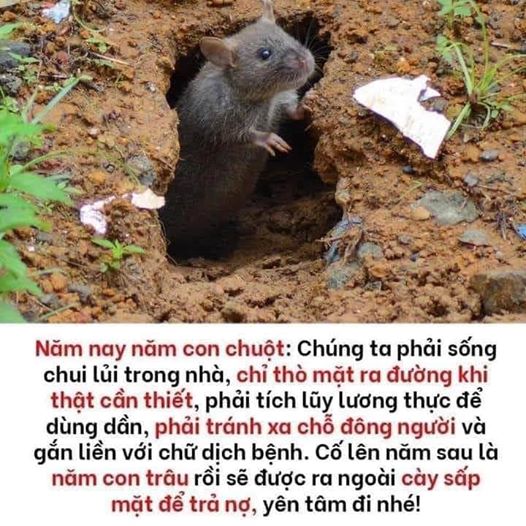 Năm nay năm con chuột: Chúng ta phải sống
chui lủi trong nhà, chỉ thò mặt ra đường khi
thật cần thiết, phải tích lũy lương thực để
dùng dần, phải tránh xa chỗ đông người và
gắn liền với chữ dịch bệnh. Cố lên năm sau là
năm con trâu rồi sẽ được ra ngoài cày sấp
mặt để trả nợ, yên tâm đi nhé!